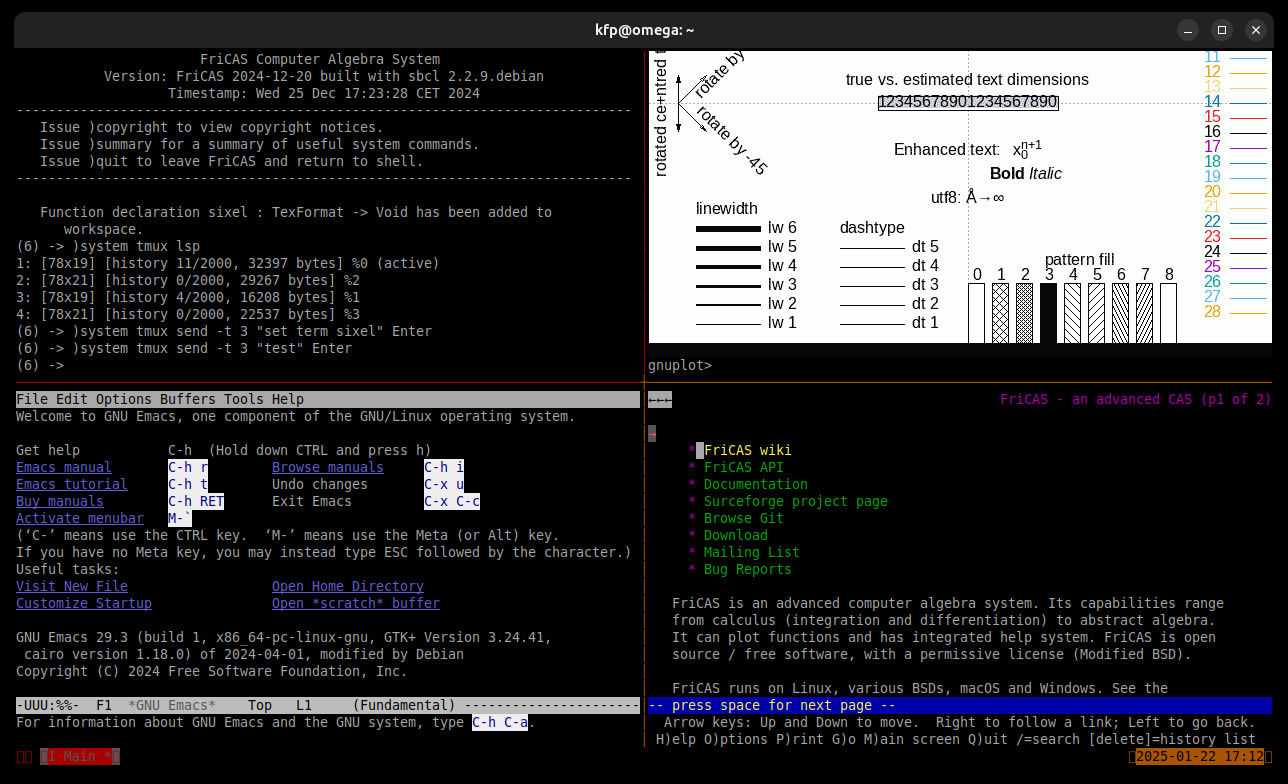 kfp@omega: ~
FriCAS Computer Algebra System
Version: FriCAS 2024-12-20 built with sbcl 2.2.9.debian
Timestamp: Wed 25 Dec 17:23:28 CET 2024
-----------------------------------------------------------------------------
Issue )copyright to view copyright notices.
Issue )summary for a summary of useful system commands.
Issue )quit to leave FriCAS and return to shell.
-----------------------------------------------------------------------------
Function declaration sixel : TexFormat -> Void has been added to
workspace.
(6) -> )system tmux lsp
1: [78x19] [history 11/2000, 32397 bytes] %0 (active)
2: [78x21] [history 0/2000, 29267 bytes] %2
3: [78x19] [history 4/2000, 16208 bytes] %1
4: [78x21] [history 0/2000, 22537 bytes] %3
(6) -> )system tmux send -t 3 "set term sixel" Enter
(6) -> )system tmux send -t 3 "test" Enter
(6) ->
rotated ce+ntred
rotate by
rotate by -45
true vs. estimated text dimensions
12345678901234567890
Enhanced text: x₀ⁿ⁺¹
Bold Italic
utf8: Å→∞
linewidth
lw 6
lw 5
lw 4
lw 3
lw 2
lw 1
dashtype
dt 5
dt 4
dt 3
dt 2
dt 1
pattern fill
0 1 2 3 4 5 6 7 8
11
12
13
14
15
16
17
18
19
20
21
22
23
24
25
26
27
28
gnuplot>
File Edit Options Buffers Tools Help
Welcome to GNU Emacs, one component of the GNU/Linux operating system.
Get help C-h (Hold down CTRL and press h)
Emacs manual C-h r Browse manuals C-h i
Emacs tutorial C-h t Undo changes C-x u
Buy manuals C-h RET Exit Emacs C-x C-c
Activate menubar M-`
(‘C-’ means use the CTRL key. ‘M-’ means use the Meta (or Alt) key.
If you have no Meta key, you may instead type ESC followed by the character.)
Useful tasks:
Visit New File Open Home Directory
Customize Startup Open *scratch* buffer
GNU Emacs 29.3 (build 1, x86_64-pc-linux-gnu, GTK+ Version 3.24.41,
cairo version 1.18.0) of 2024-04-01, modified by Debian
Copyright (C) 2024 Free Software Foundation, Inc.
-UUU:%%- F1 *GNU Emacs* Top L1 (Fundamental) ----------------------
For information about GNU Emacs and the GNU system, type C-h C-a.
←←← FriCAS - an advanced CAS (p1 of 2)
→
* FriCAS wiki
* FriCAS API
* Documentation
* Surceforge project page
* Browse Git
* Download
* Mailing List
* Bug Reports
FriCAS is an advanced computer algebra system. Its capabilities range
from calculus (integration and differentiation) to abstract algebra.
It can plot functions and has integrated help system. FriCAS is open
source / free software, with a permissive license (Modified BSD).
FriCAS runs on Linux, various BSDs, macOS and Windows. See the
-- press space for next page --
Arrow keys: Up and Down to move. Right to follow a link; Left to go back.
H)elp O)ptions P)rint G)o M)ain screen Q)uit /=search [delete]=history list
1 Main *
2025-01-22 17:12